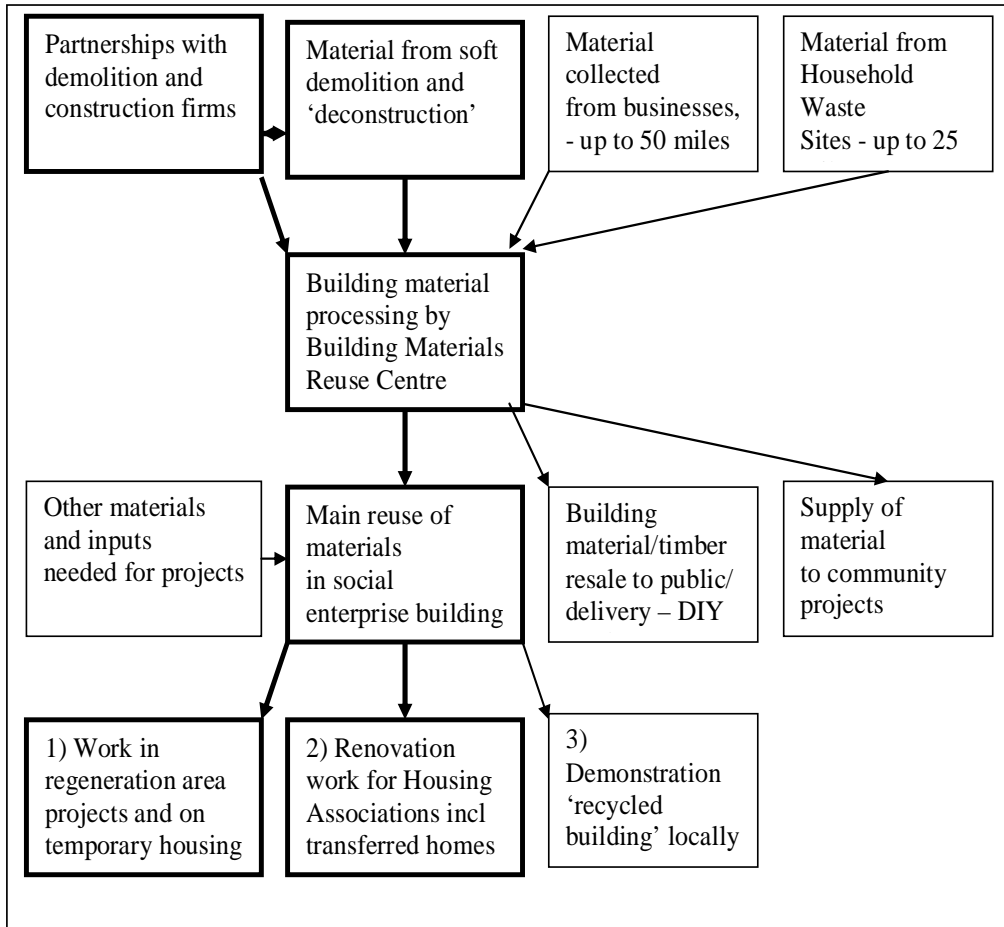 Partnerships with
demolition and
construction firms
Material from soft
demolition and
‘deconstruction’
Material
collected
from businesses,
- up to 50 miles
Material from
Household
Waste
Sites - up to 25
Building material
processing by
Building Materials
Reuse Centre
Other materials
and inputs
needed for projects
Main reuse of
materials
in social
enterprise building
Building
material/timber
resale to public/
delivery – DIY
Supply of
material
to community
projects
1) Work in
regeneration area
projects and on
temporary housing
2) Renovation
work for Housing
Associations incl
transferred homes
3)
Demonstration
‘recycled
building’ locally